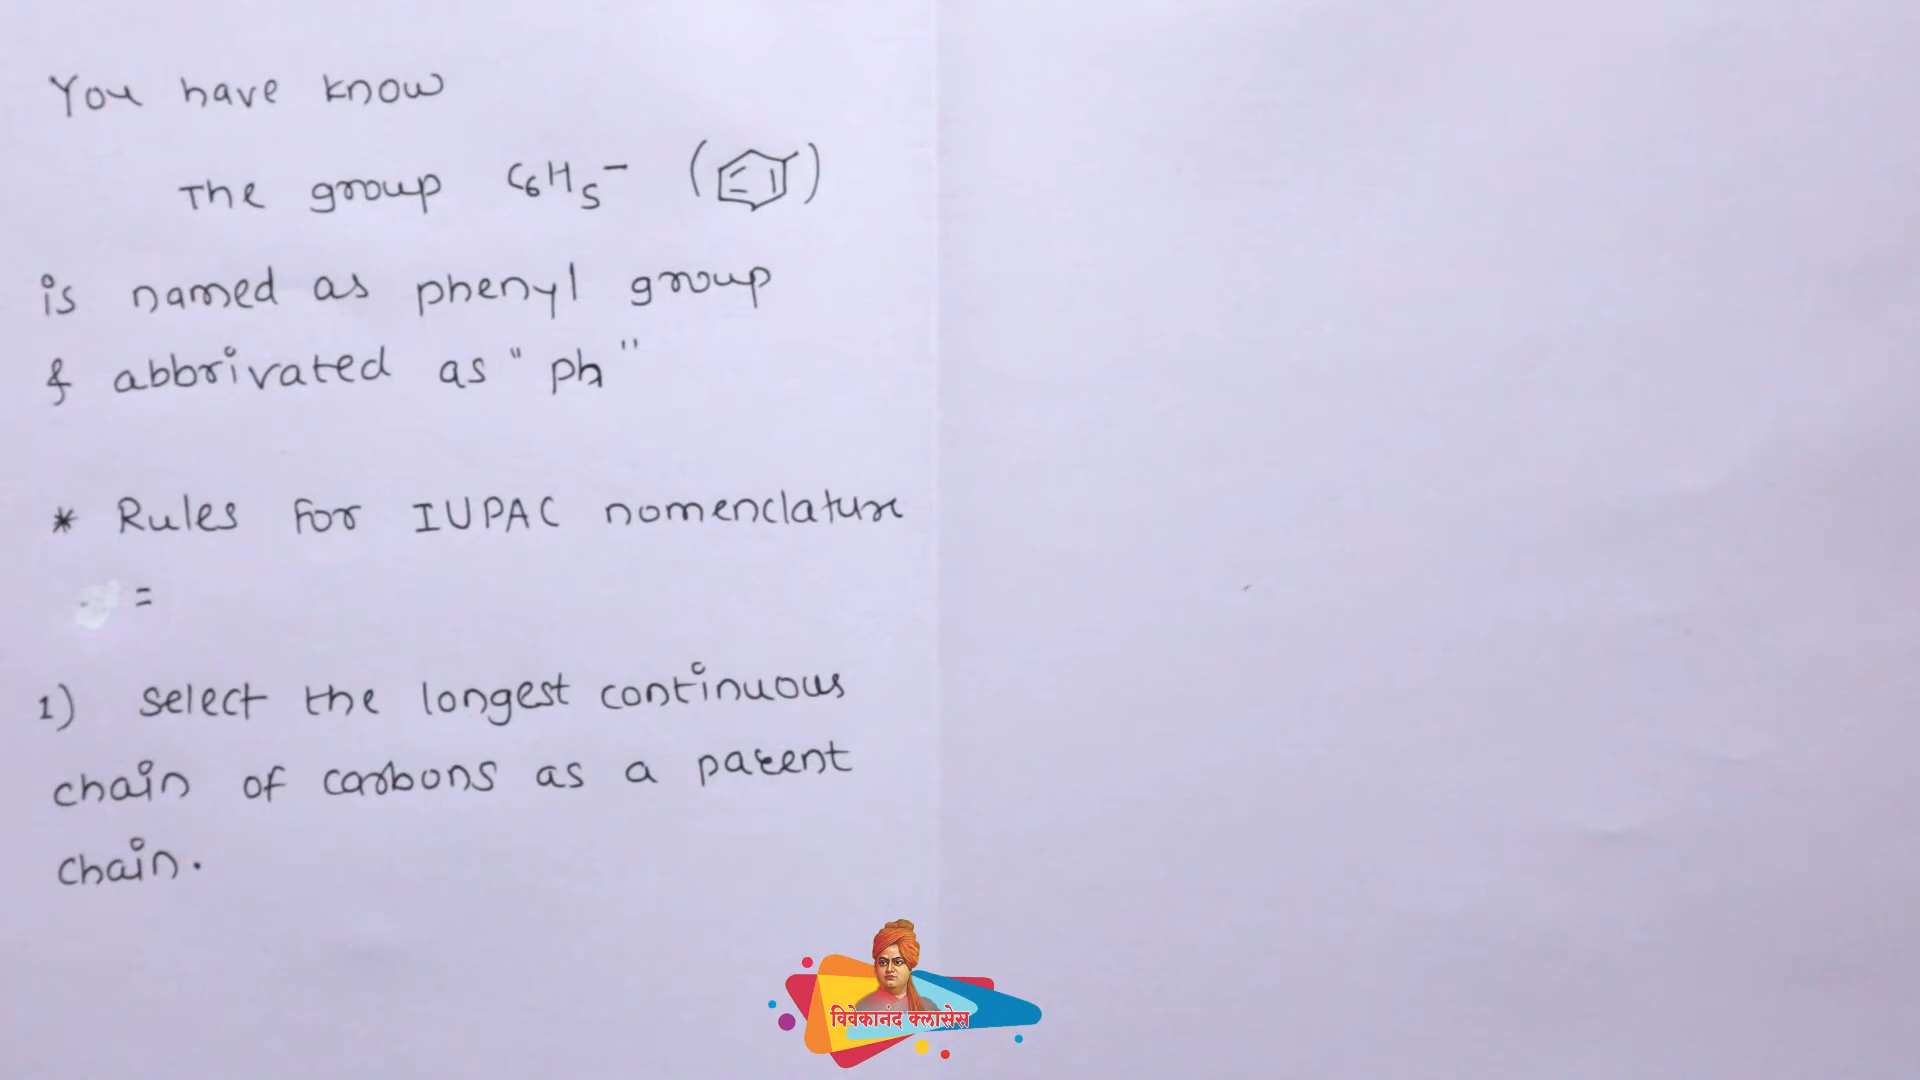 You have know
The group C6H5- ( )
is named as phenyl group
& abbrivated as "ph"
* Rules for IUPAC nomenclature
=
1) select the longest continuous
chain of carbons as a parent
chain.
विवेकानंद क्लासेस